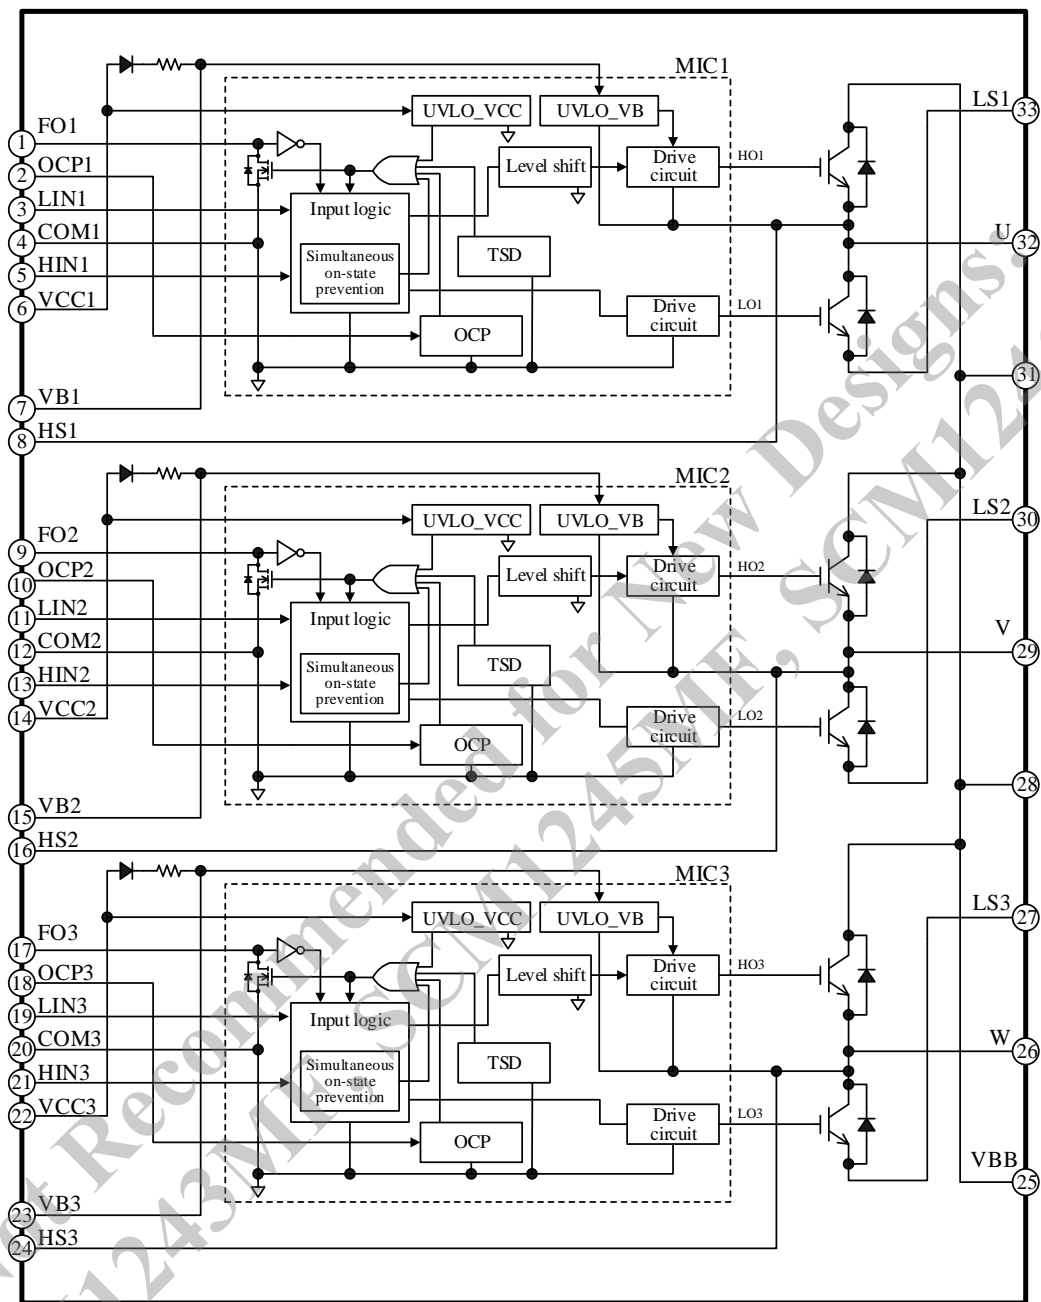 MIC1
UVLO_VCC
UVLO_VB
LS1
33
1
FO1
2
OCP1
Level shift
Drive
circuit
HO1
3
LIN1
Input logic
4
COM1
Simultaneous
on-state
prevention
TSD
U
32
5
HIN1
6
VCC1
OCP
Drive
circuit
LO1
31
7
VB1
8
HS1
MIC2
UVLO_VCC
UVLO_VB
LS2
30
9
FO2
10
OCP2
Level shift
Drive
circuit
HO2
11
LIN2
Input logic
12
COM2
Simultaneous
on-state
prevention
TSD
V
29
13
HIN2
14
VCC2
OCP
Drive
circuit
LO2
28
15
VB2
16
HS2
MIC3
UVLO_VCC
UVLO_VB
LS3
27
17
FO3
18
OCP3
Level shift
Drive
circuit
HO3
19
LIN3
Input logic
20
COM3
Simultaneous
on-state
prevention
TSD
W
26
21
HIN3
22
VCC3
OCP
Drive
circuit
LO3
VBB
25
23
VB3
24
HS3
Not Recommended for New Designs:
1243MF, SCM1245MF, SCM124